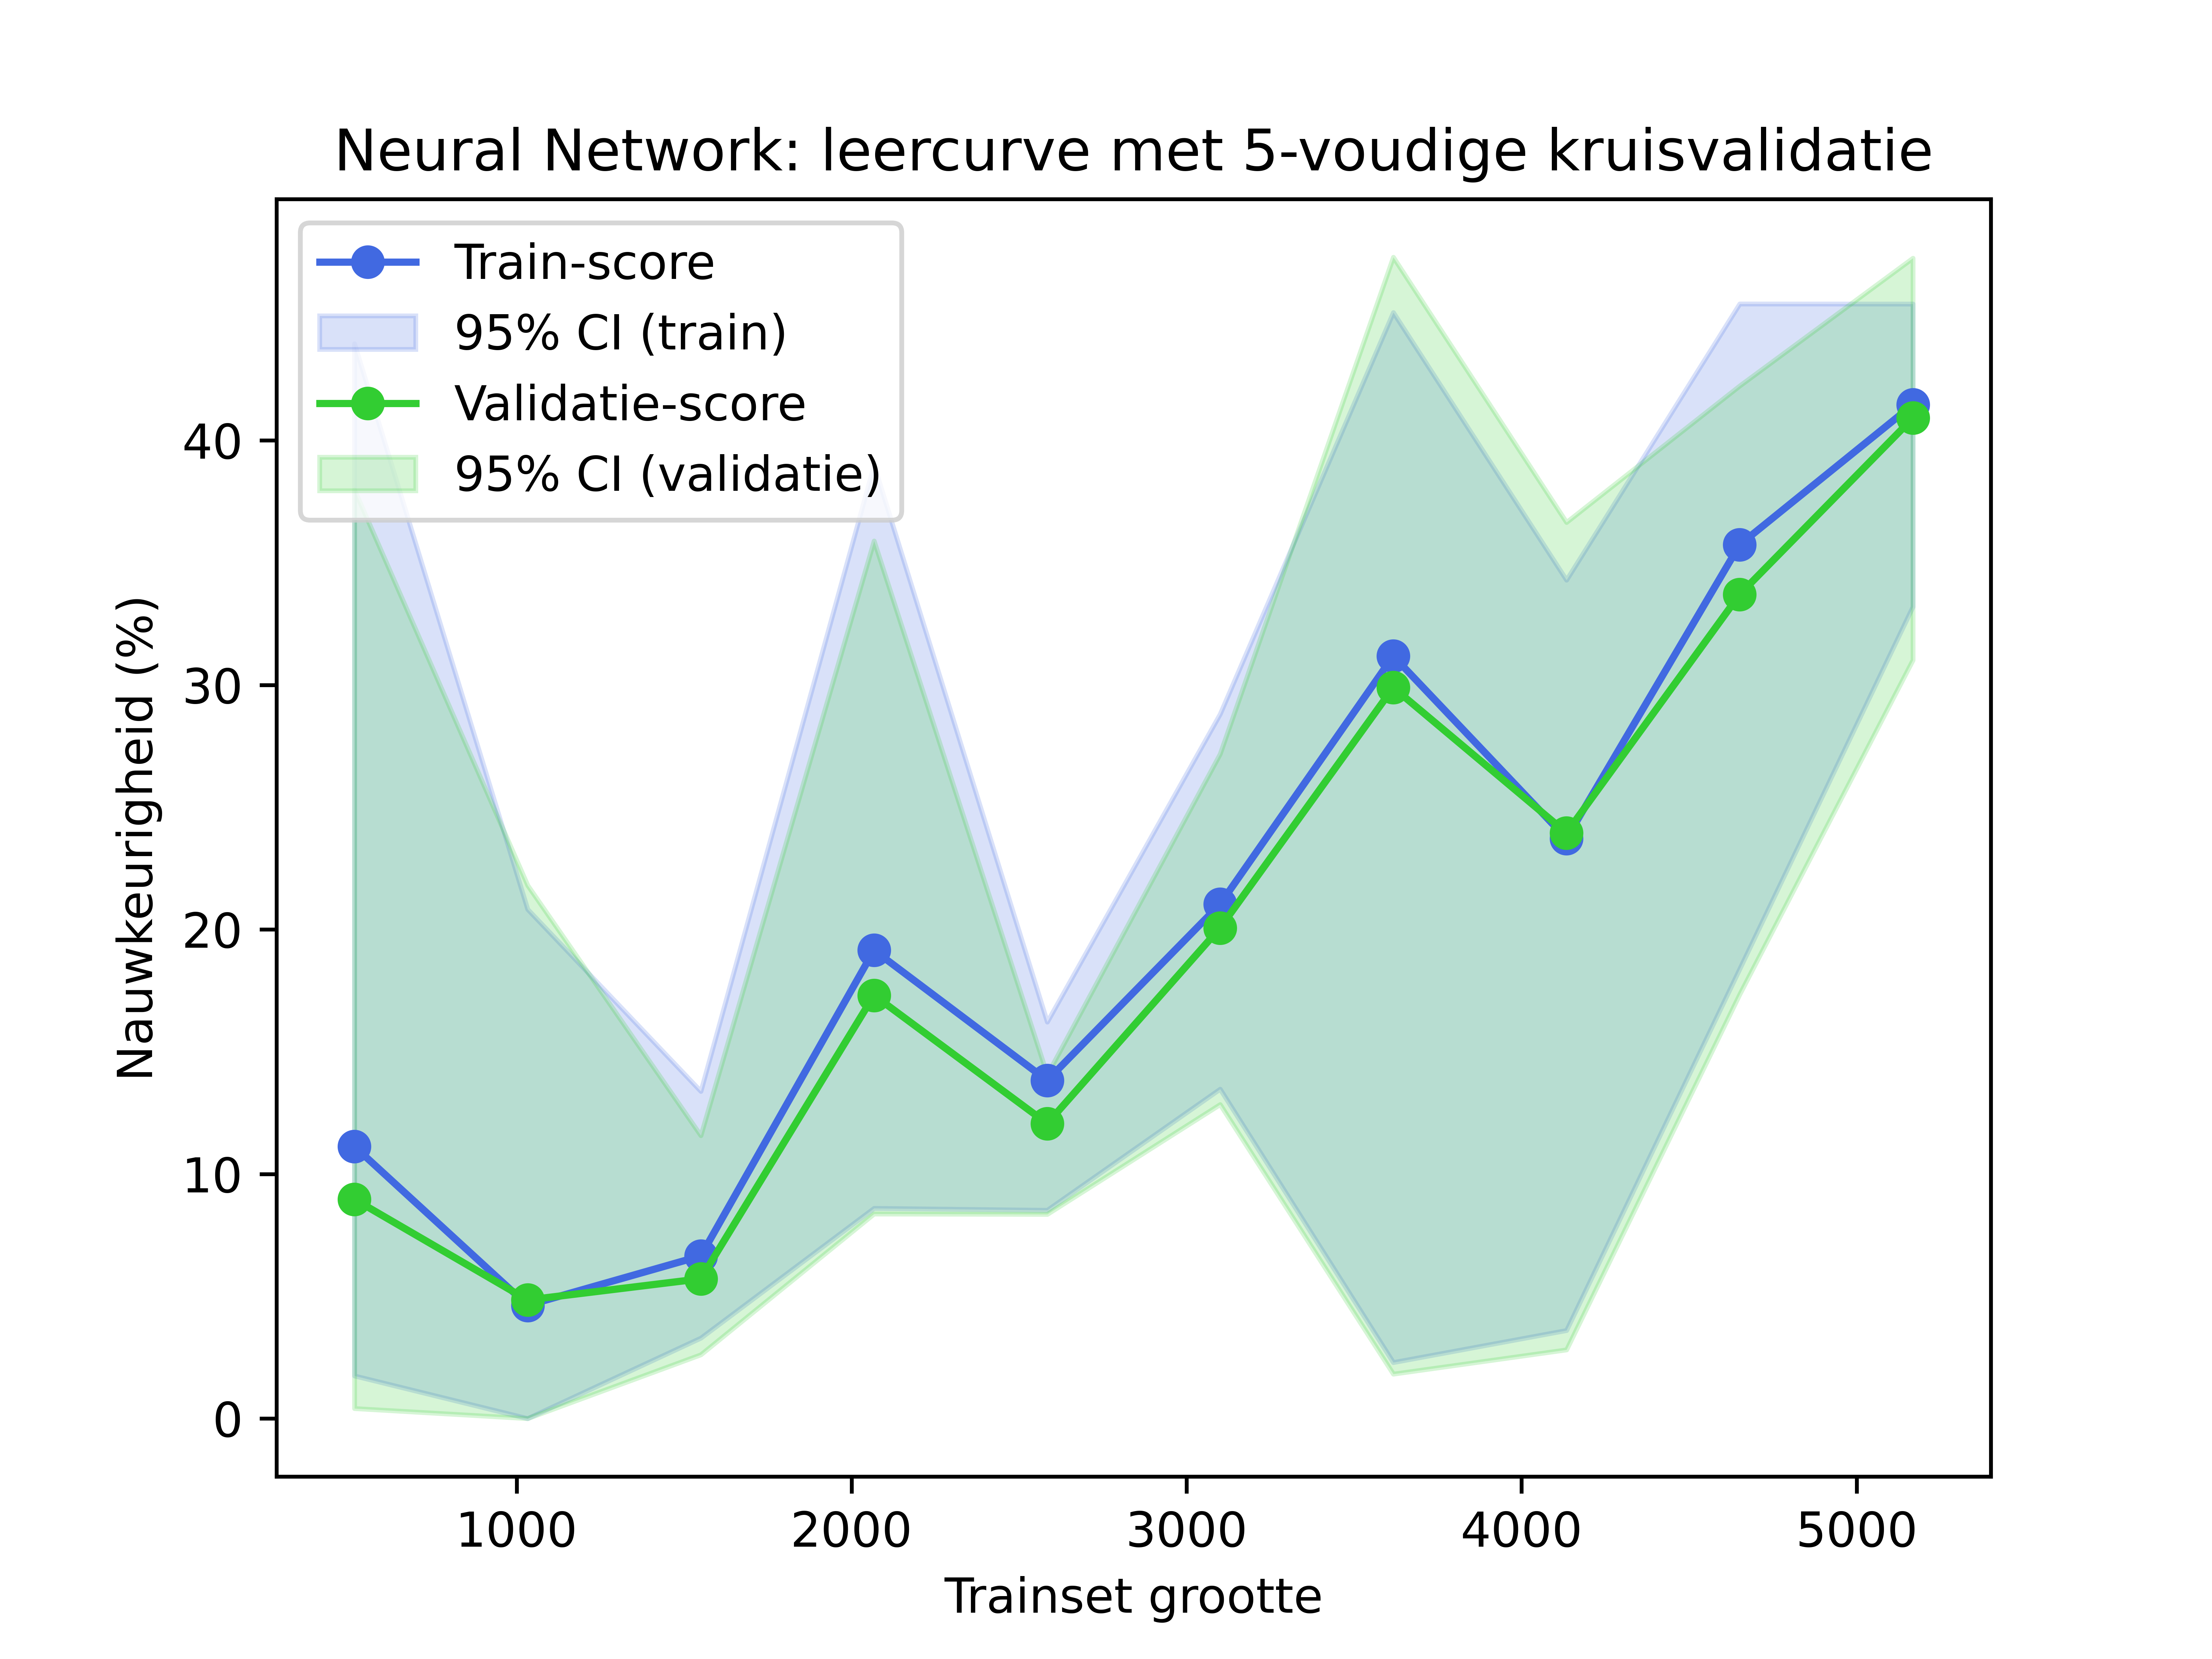 Neural Network: leercurve met 5-voudige kruisvalidatie
Train-score
95% CI (train)
Validatie-score
95% CI (validatie)
Nauwkeurigheid (%)
40
30
20
10
0
1000 2000 3000 4000 5000
Trainset grootte